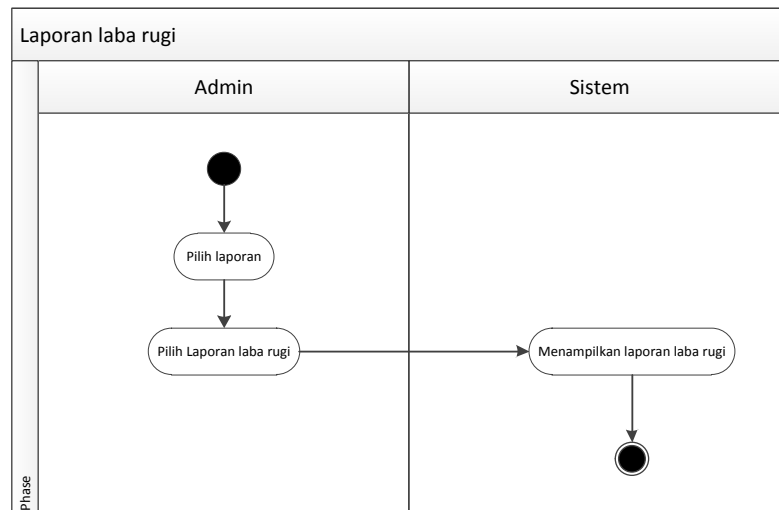 Laporan laba rugi
Admin
Sistem
Pilih laporan
Pilih Laporan laba rugi
Menampilkan laporan laba rugi
Phase